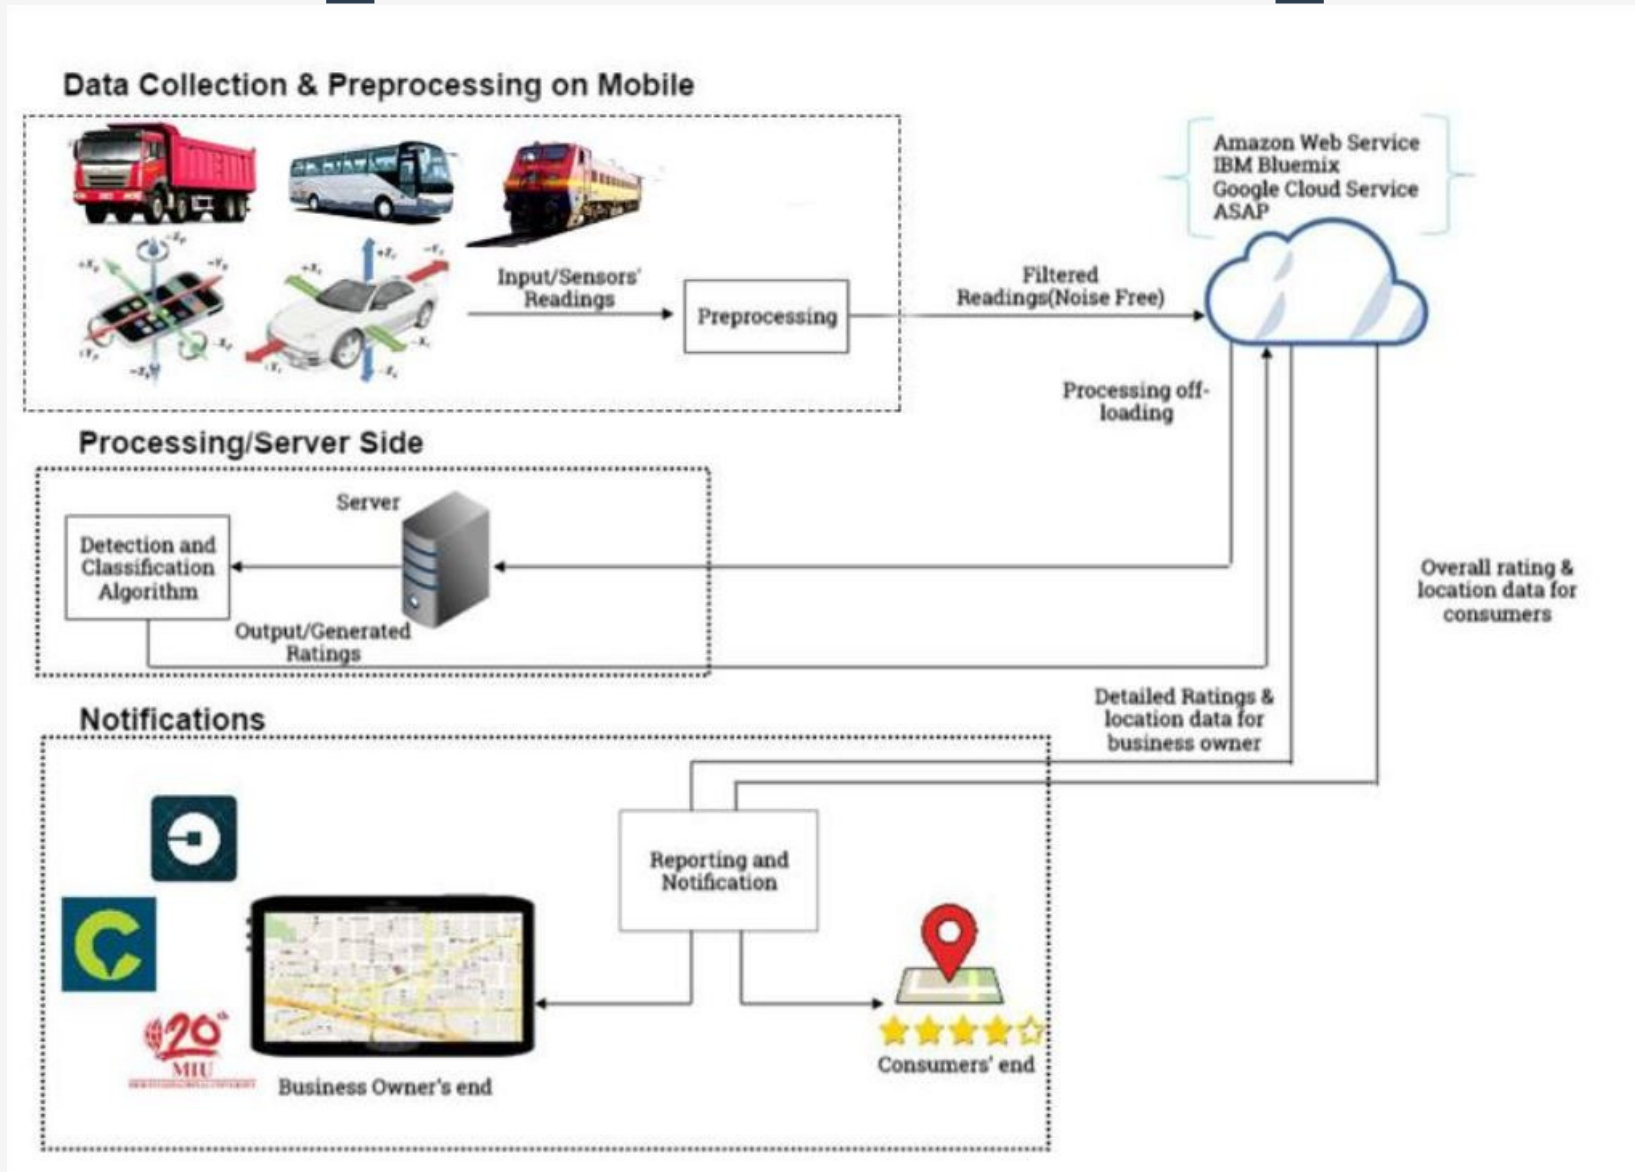 Data Collection & Preprocessing on Mobile
Amazon Web Service
IBM Bluemix
Google Cloud Service
ASAP
Input/Sensors'
Readings
Preprocessing
Filtered
Readings(Noise Free)
Processing off-
loading
Processing/Server Side
Server
Detection and
Classification
Algorithm
Output/Generated
Ratings
Overall rating &
location data for
consumers
Detailed Ratings &
location data for
business owner
Notifications
Reporting and
Notification
20th
MIU
Business Owner's end
Consumers' end